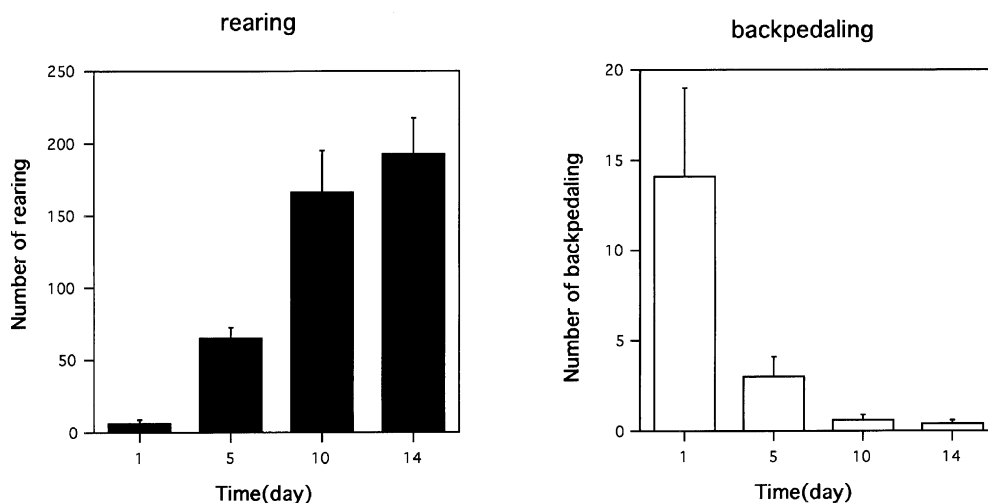 rearing
250
200
150
100
50
0
Number of rearing
1 5 10 14
Time(day)
backpedaling
20
15
10
5
0
Number of backpedaling
1 5 10 14
Time(day)